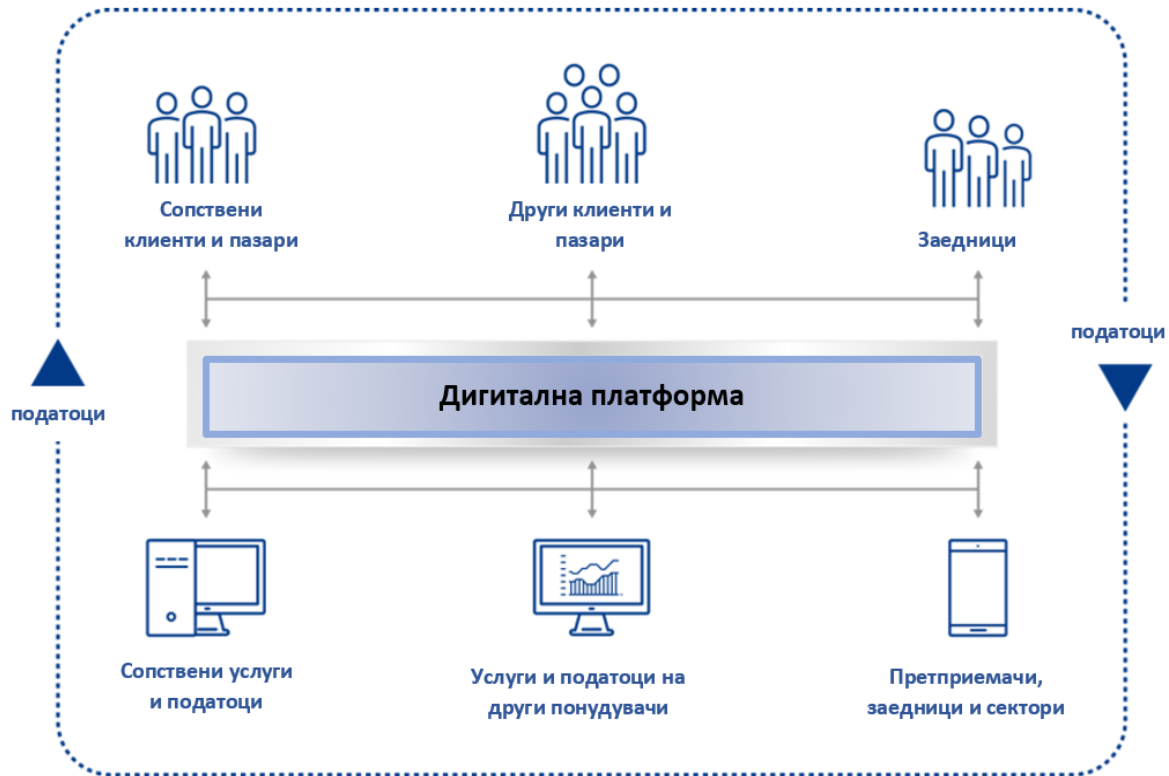 Сопствени
клиенти и пазари
Други клиенти и
пазари
Заедници
податоци
податоци
Дигитална платформа
Сопствени услуги
и податоци
Услуги и податоци на
други понудувачи
Претприемачи,
заедници и сектори